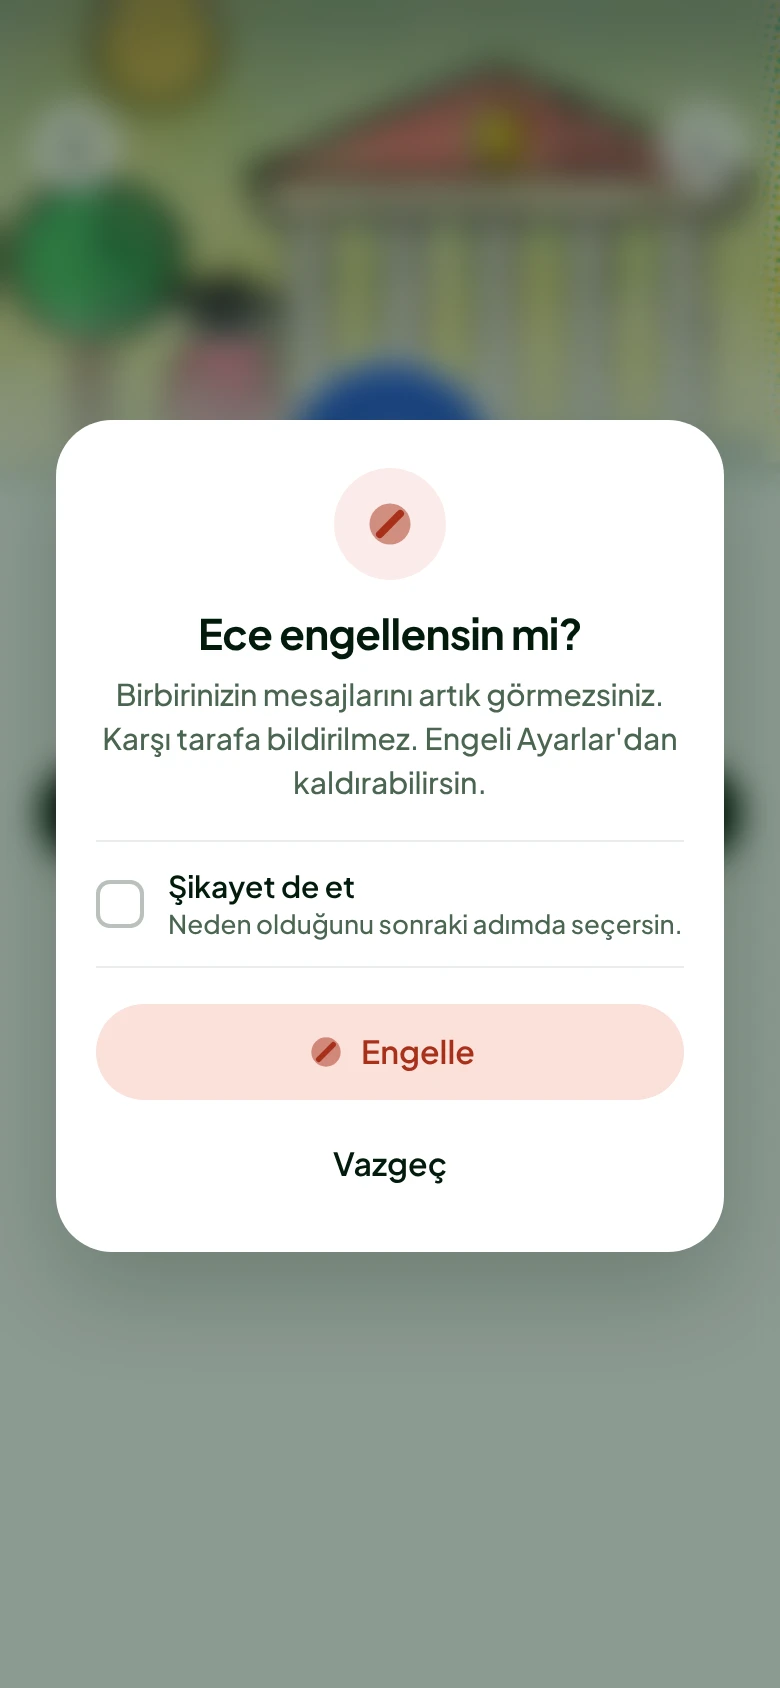 Ece engellensin mi?
Birbirinizin mesajlarını artık görmezsiniz.
Karşı tarafa bildirilmez. Engeli Ayarlar'dan
kaldırabilirsin.
Şikayet de et
Neden olduğunu sonraki adımda seçersin.
Engelle
Vazgeç